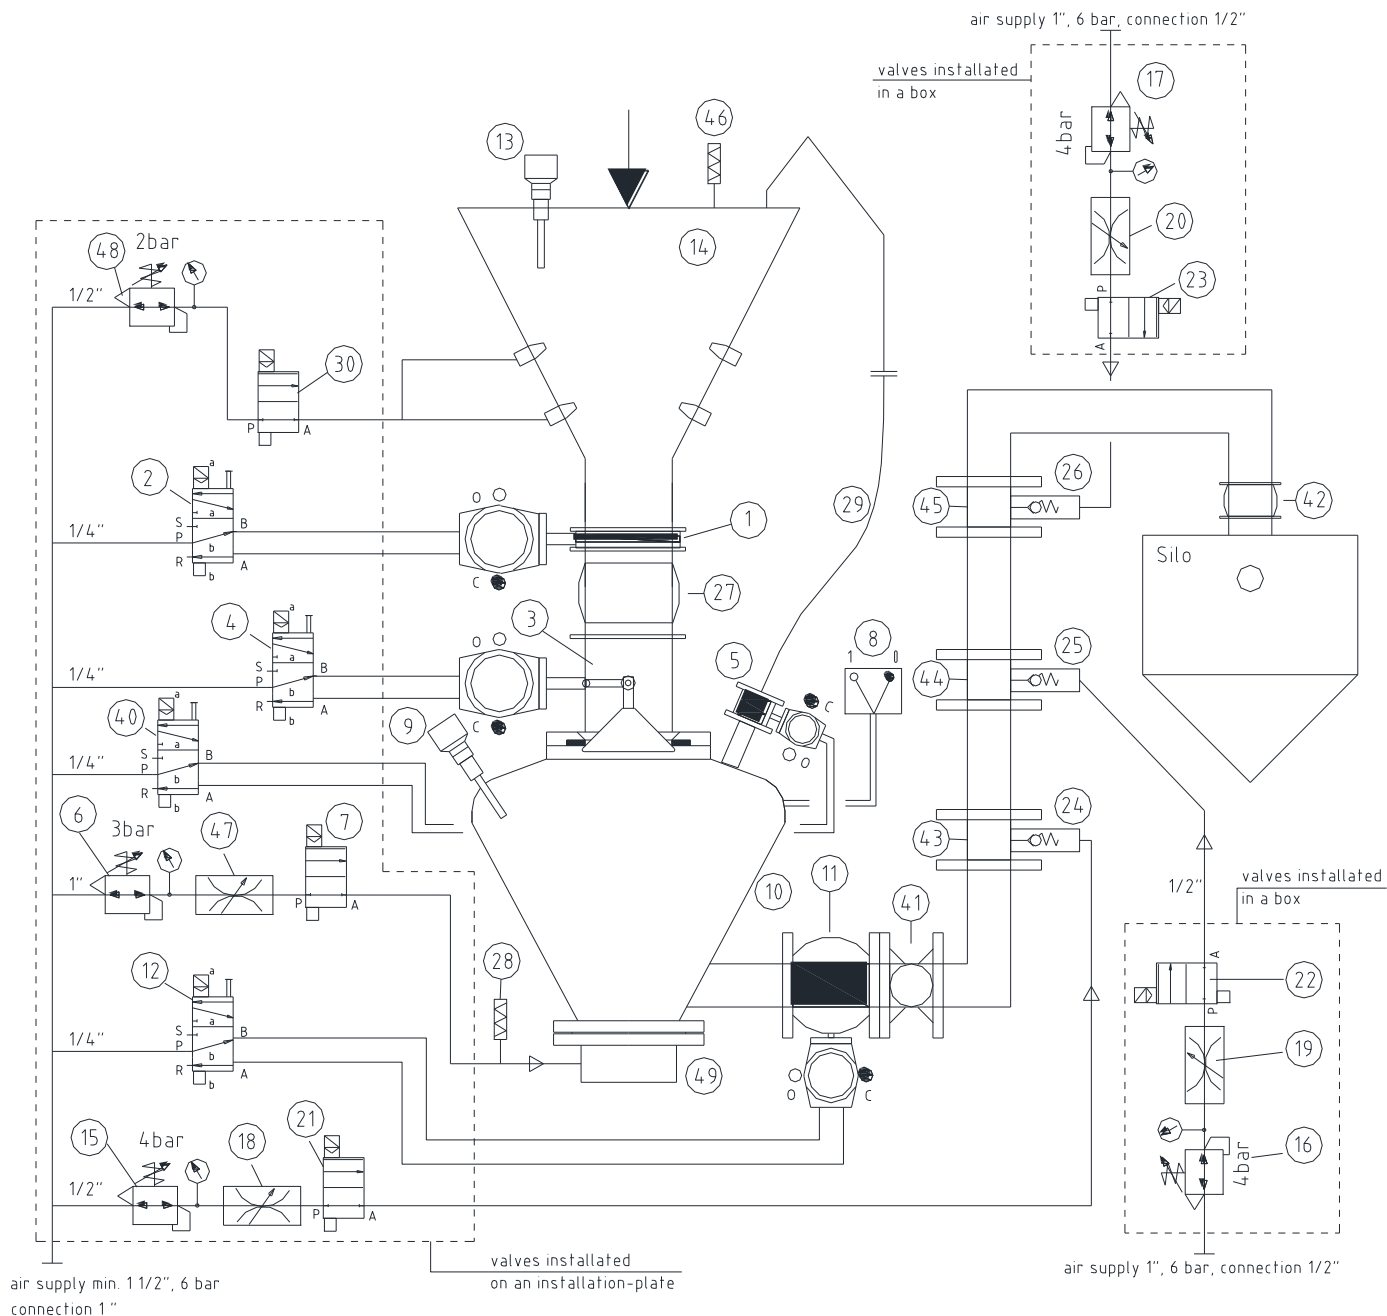 air supply 1", 6 bar, connection 1/2"
valves installated
in a box
17
4bar
46
13
20
14
48
2bar
23
P
1/2"
A
30
P
A
a
2
26
a
O
45
42
S
1/4"
P
B
1
29
Silo
R
b
A
b
C
27
a
4
3
O
8
25
a
5
1
0
S
B
44
1/4"
P
b
a
R
A
C
C
40
9
b
a
S
B
O
1/4"
P
b
R
A
b
6
3bar
47
7
24
43
1"
11
1/2"
valves installated
in a box
P
A
10
41
12
28
A
a
22
a
S
B
P
1/4"
P
b
19
R
A
49
b
O
C
21
15
4bar
18
16
4bar
1/2"
P
A
valves installated
on an installation-plate
air supply 1", 6 bar, connection 1/2"
air supply min. 1 1/2", 6 bar
connection 1 "